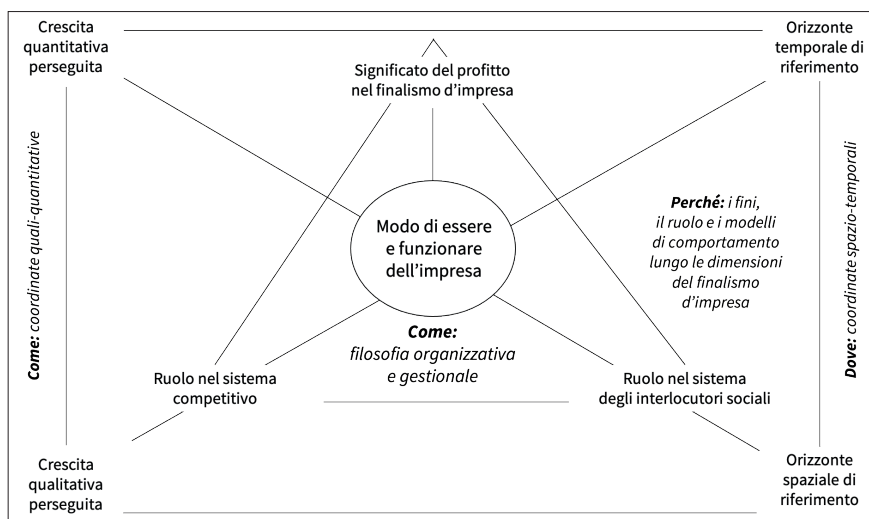 Crescita
quantitativa
perseguita
Orizzonte
temporale di
riferimento
Significato del profitto
nel finalismo d'impresa
Come: coordinate quali-quantitative
Modo di essere
e funzionare
dell'impresa
Perché: i fini,
il ruolo e i modelli
di comportamento
lungo le dimensioni
del finalismo
d'impresa
Dove: coordinate spazio-temporali
Come:
filosofia organizzativa
e gestionale
Ruolo nel sistema
competitivo
Ruolo nel sistema
degli interlocutori sociali
Crescita
qualitativa
perseguita
Orizzonte
spaziale di
riferimento